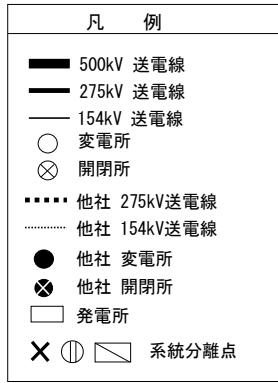 凡　例
500kV 送電線
275kV 送電線
154kV 送電線
変電所
開閉所
他社 275kV送電線
他社 154kV送電線
他社 変電所
他社 開閉所
発電所
系統分離点